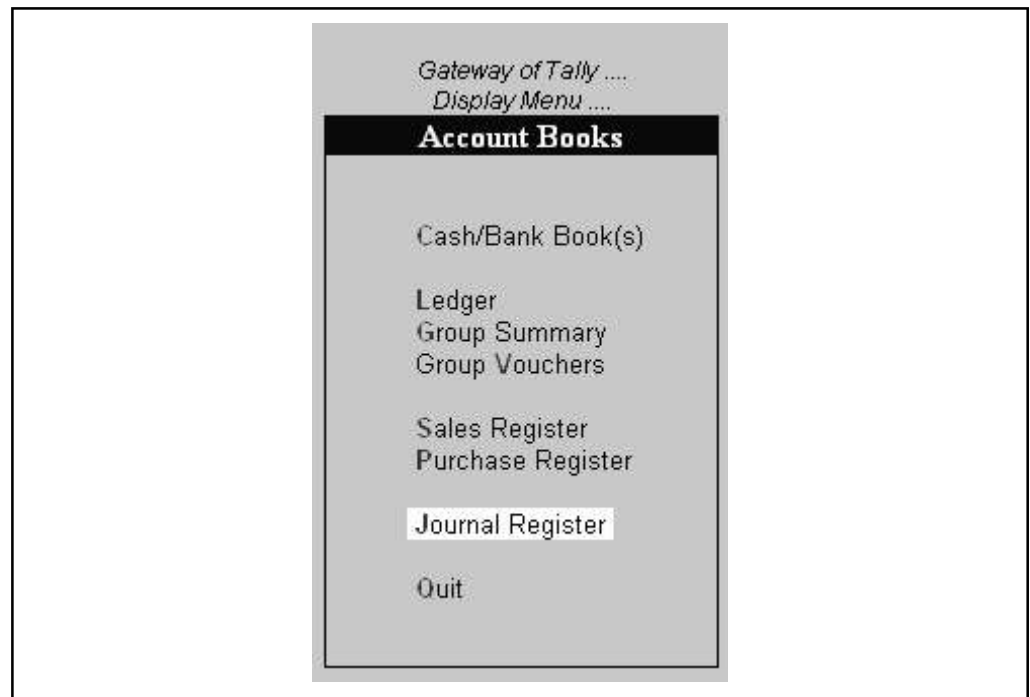 Gateway of Tally ....
Display Menu ....
Account Books
Cash/Bank Book(s)
Ledger
Group Summary
Group Vouchers
Sales Register
Purchase Register
Journal Register
Quit